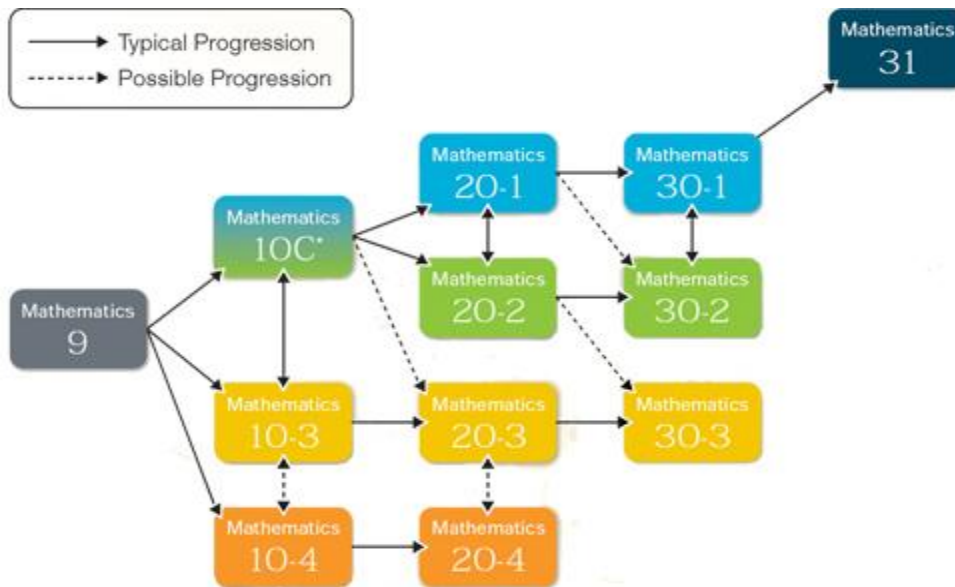 Typical Progression
Possible Progression
Mathematics
31
Mathematics
20-1
Mathematics
30-1
Mathematics
10C*
Mathematics
20-2
Mathematics
30-2
Mathematics
9
Mathematics
10-3
Mathematics
20-3
Mathematics
30-3
Mathematics
10-4
Mathematics
20-4